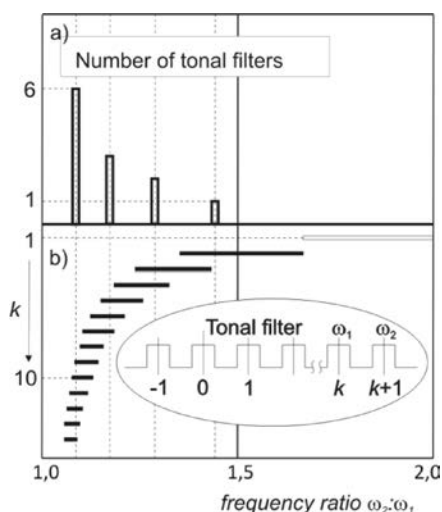 a)
Number of tonal filters
6
1
1
b)
k
Tonal filter
ω₁ ω₂
-1 0 1 k k+1
10
1,0 1,5 2,0
frequency ratio ω₂:ω₁